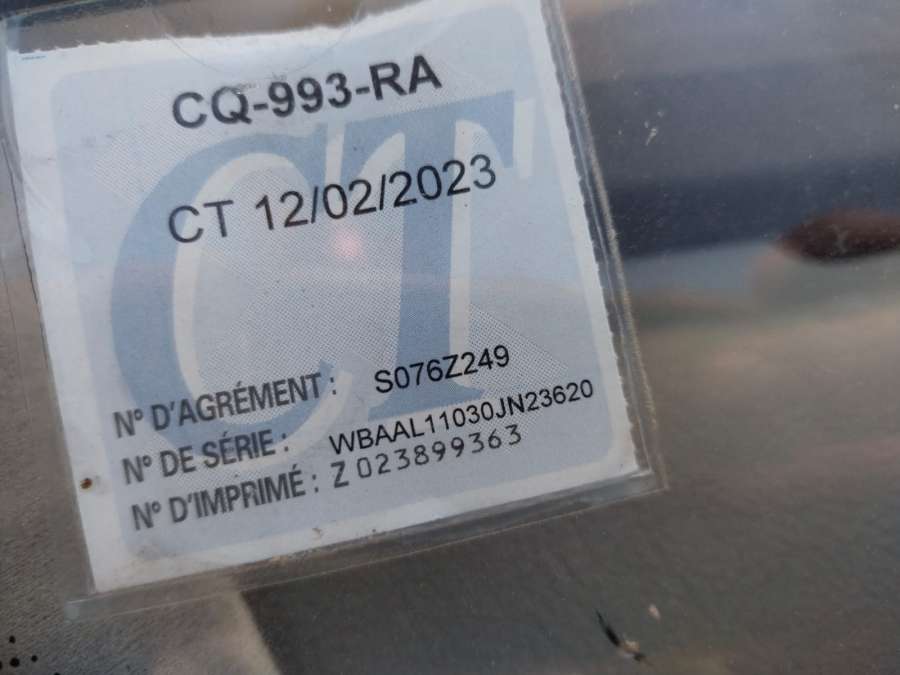 CQ-993-RA
CT
CT 12/02/2023
N° D'AGRÉMENT : S076Z249
N° DE SÉRIE : WBAAL11030JN23620
N° D'IMPRIMÉ : Z023899363